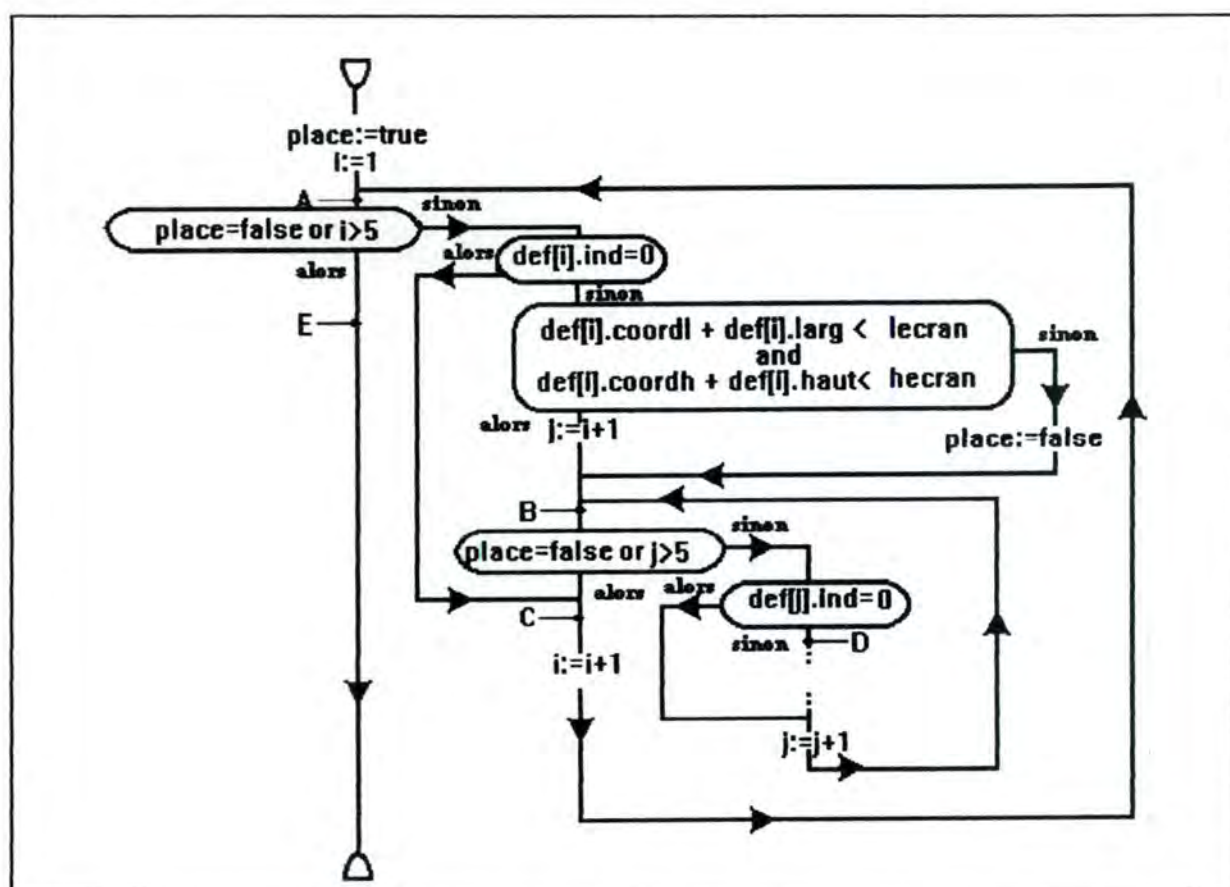 place:=true
i:=1
A
sinon
place=false or i>5
alors
def[i].ind=0
alors
sinon
E
def[i].coordl + def[i].larg < lecran
and
def[i].coordh + def[i].haut< hecran
sinon
alors
j:=i+1
place:=false
B
sinon
place=false or j>5
alors
alors
def[j].ind=0
C
sinon
D
i:=i+1
j:=j+1